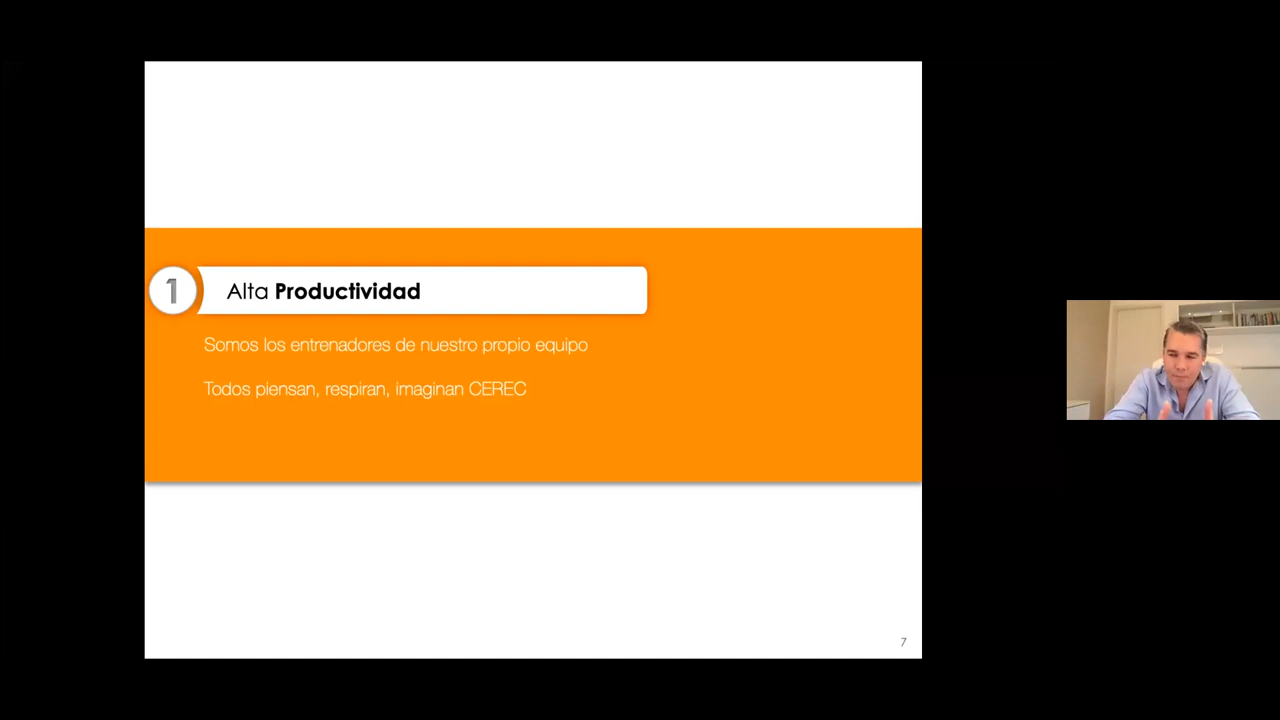 1
Alta Productividad
Somos los entrenadores de nuestro propio equipo
Todos piensan, respiran, imaginan CEREC
7